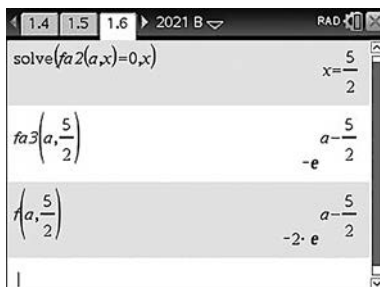 1.4 1.5 1.6 2021 B RAD
solve(fa2(a,x)=0,x)
x=5/2
fa3(a,5/2)
-e^(a-5/2)
f(a,5/2)
-2·e^(a-5/2)